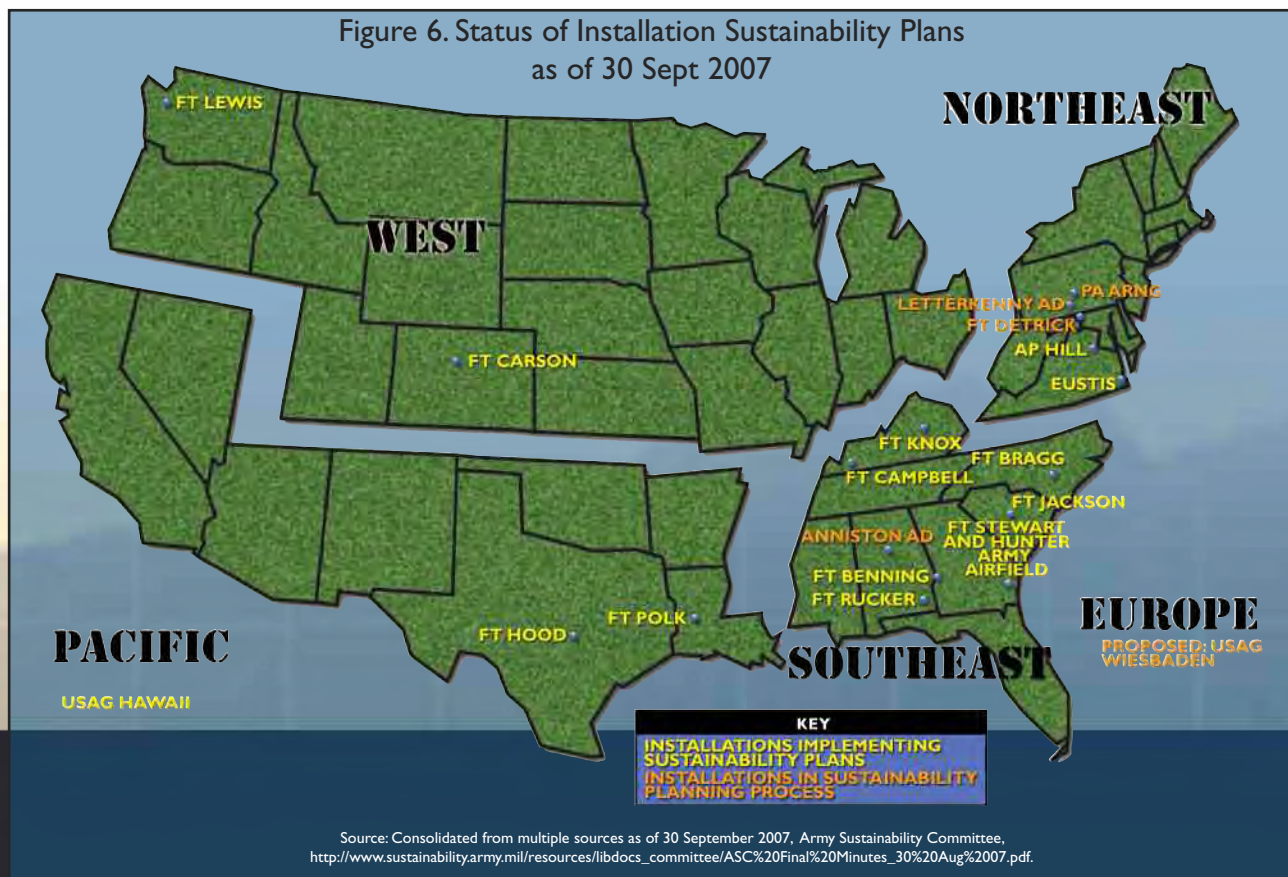 Figure 6. Status of Installation Sustainability Plans
as of 30 Sept 2007
NORTHEAST
FT LEWIS
WEST
PA ARNG
LETTERKENNY AD
FT DETRICK
AP HILL
FT CARSON
EUSTIS
FT KNOX
FT BRAGG
FT CAMPBELL
FT JACKSON
ANNISTON AD
FT STEWART
AND HUNTER
ARMY
AIRFIELD
FT BENNING
FT RUCKER
FT POLK
FT HOOD
EUROPE
PROPOSED: USAG
WIESBADEN
PACIFIC
SOUTHEAST
USAG HAWAII
KEY
INSTALLATIONS IMPLEMENTING
SUSTAINABILITY PLANS
INSTALLATIONS IN SUSTAINABILITY
PLANNING PROCESS
Source: Consolidated from multiple sources as of 30 September 2007, Army Sustainability Committee,
http://www.sustainability.army.mil/resources/libdocs_committee/ASC%20Final%20Minutes_30%20Aug%2007.pdf.